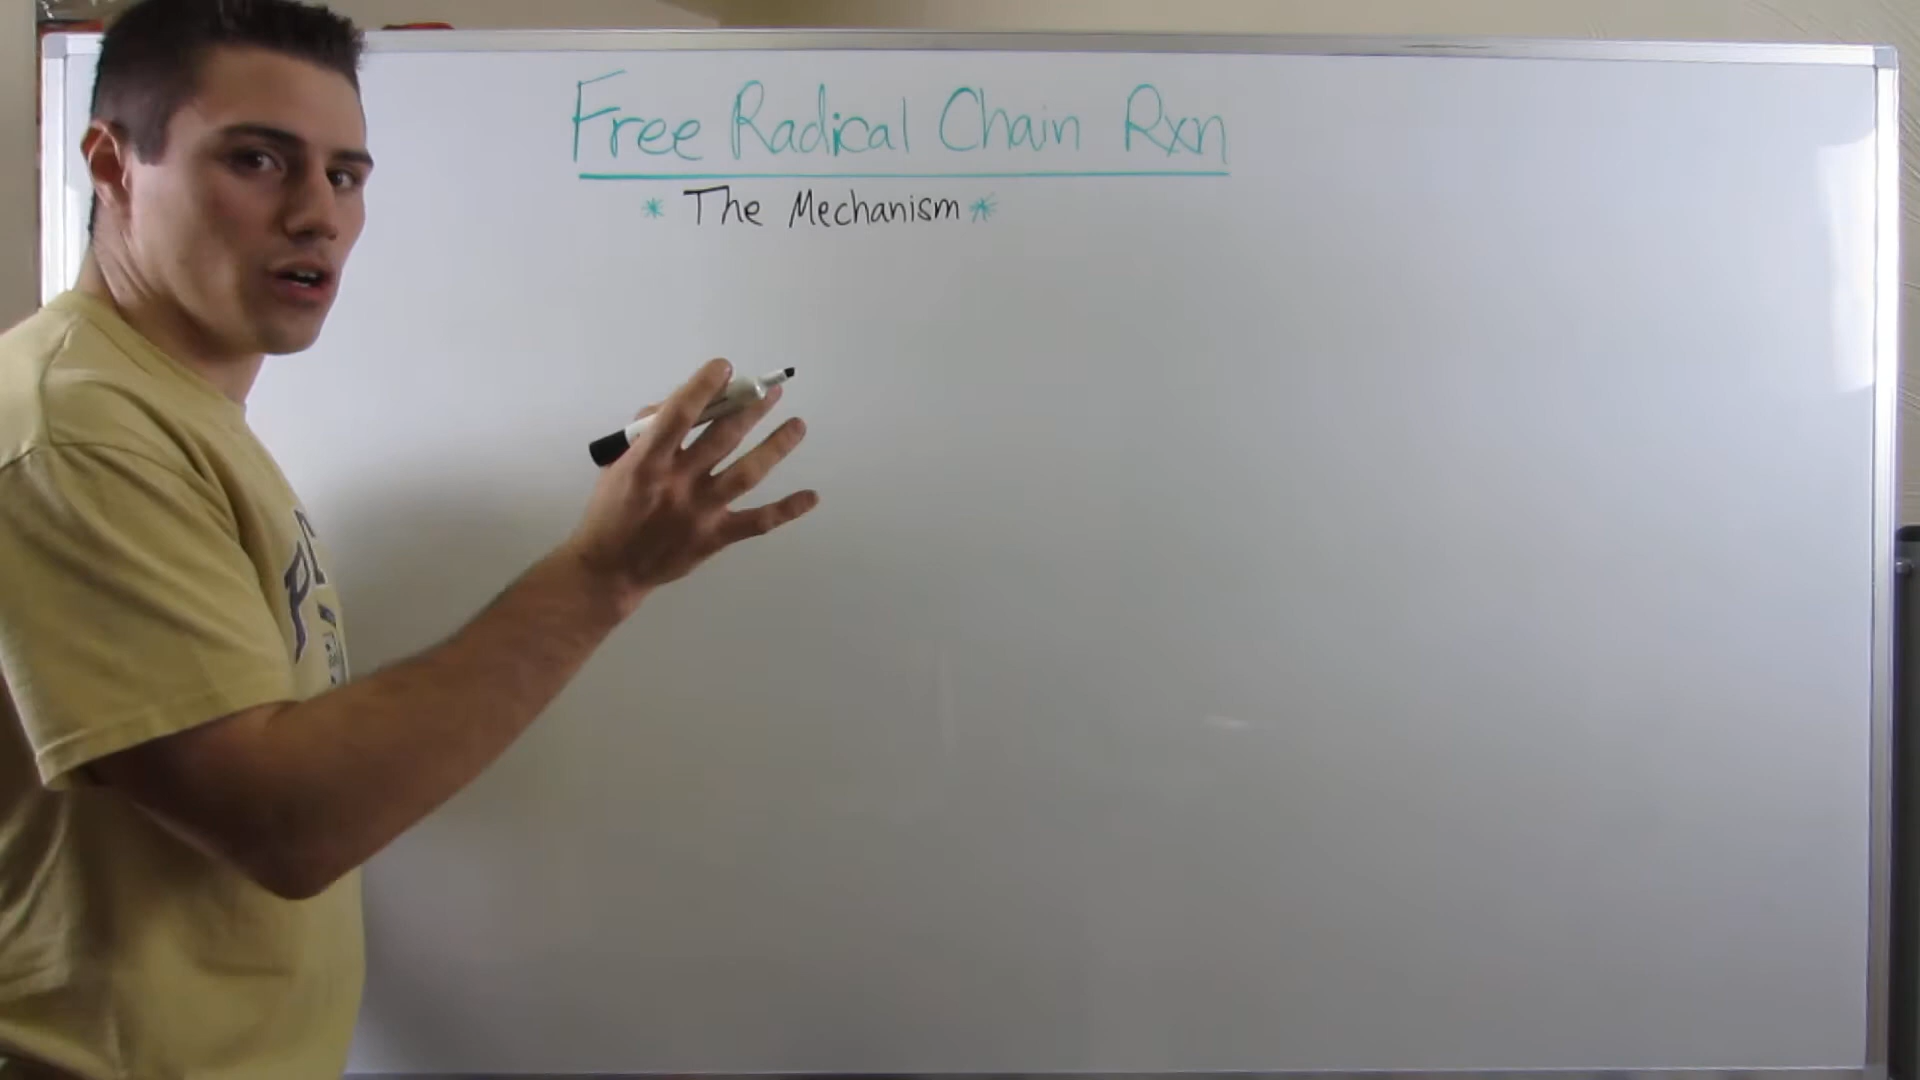 Free Radical Chain Rxn
* The Mechanism *